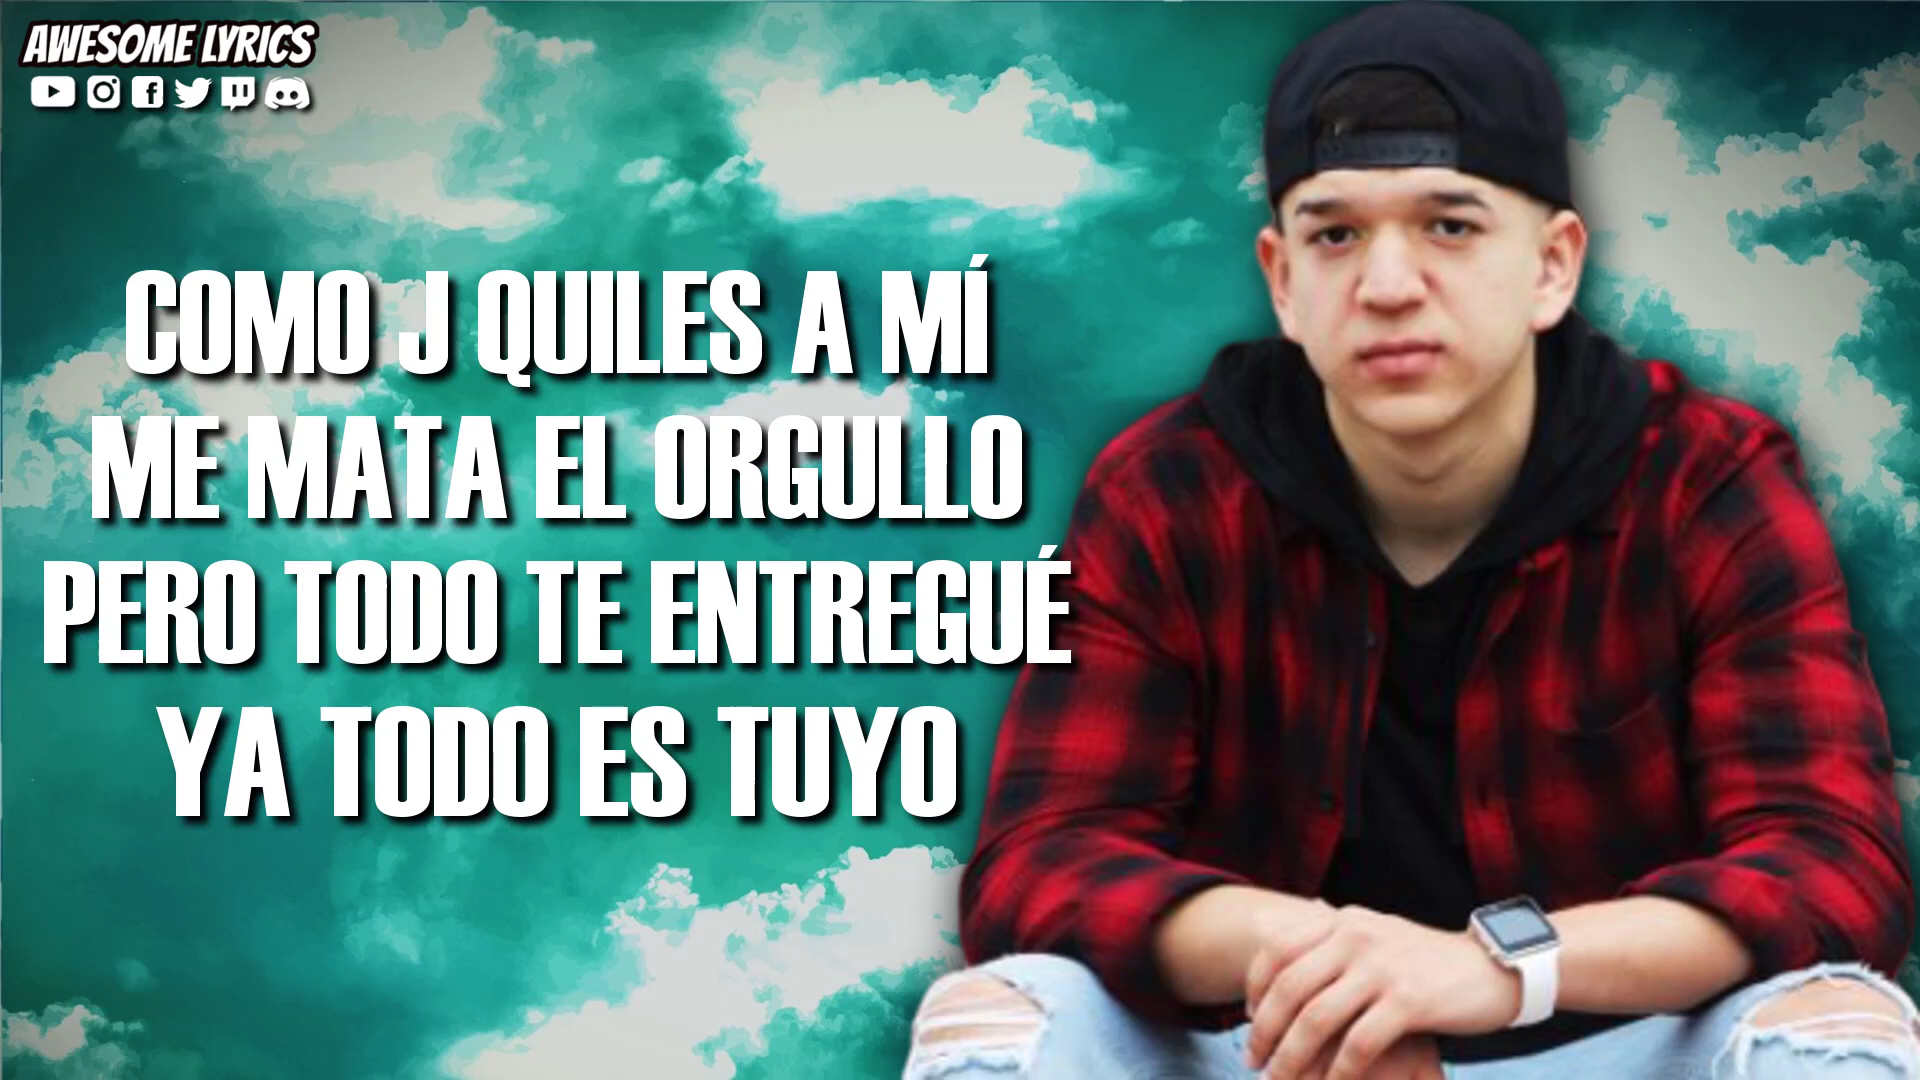 AWESOME LYRICS
COMO J QUILES A MÍ
ME MATA EL ORGULLO
PERO TODO TE ENTREGUÉ
YA TODO ES TUYO